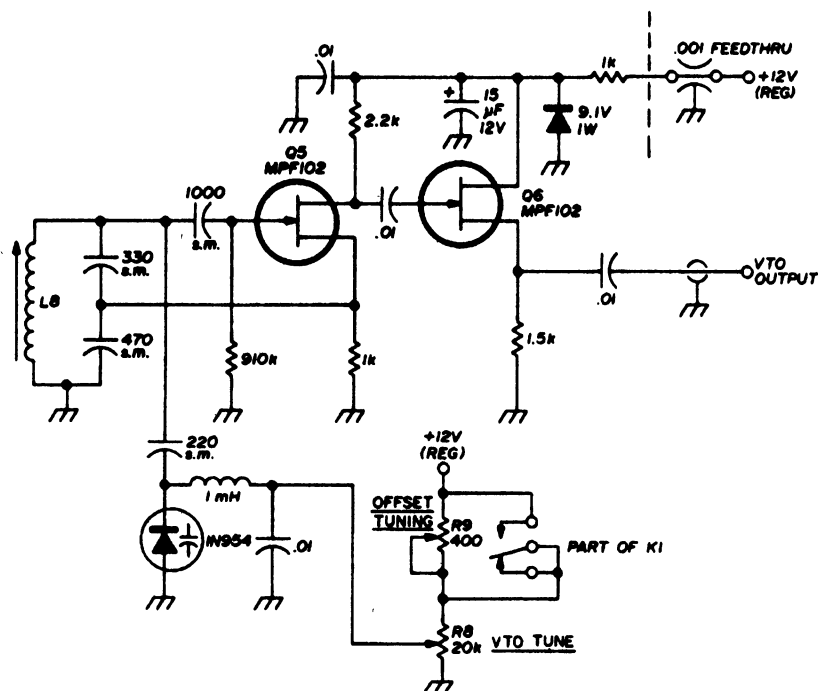 .01
1k
.001 FEEDTHRU
+12V
(REG)
2.2k
+
15
µF
12V
9.1V
1W
Q5
MPF102
1000
s.m.
.01
Q6
MPF102
330
s.m.
L8
470
s.m.
910k
1k
1.5k
.01
VTO
OUTPUT
220
s.m.
1 mH
1N954
.01
+12V
(REG)
OFFSET
TUNING
R9
400
PART OF K1
R8
20k
VTO TUNE